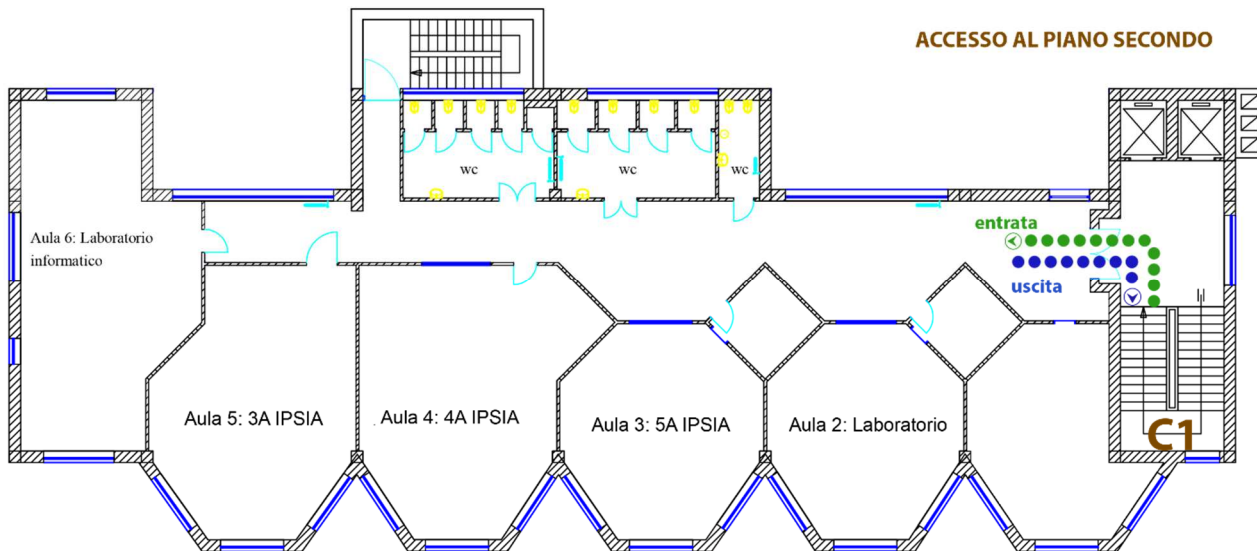 ACCESSO AL PIANO SECONDO
wc
wc
wc
entrata
Aula 6: Laboratorio
informatico
uscita
Aula 5: 3A IPSIA
Aula 4: 4A IPSIA
Aula 3: 5A IPSIA
Aula 2: Laboratorio
C1